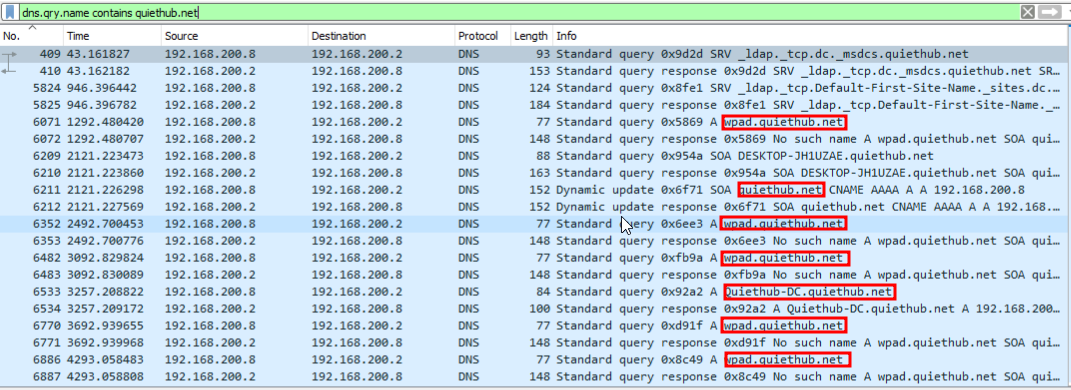 dns.qry.name contains quiethub.net
No. Time Source Destination Protocol Length Info
409 43.161827 192.168.200.8 192.168.200.2 DNS 93 Standard query 0x9d2d SRV _ldap._tcp.dc._msdcs.quiethub.net
410 43.162182 192.168.200.2 192.168.200.8 DNS 153 Standard query response 0x9d2d SRV _ldap._tcp.dc._msdcs.quiethub.net SR…
5824 946.396442 192.168.200.8 192.168.200.2 DNS 124 Standard query 0x8fe1 SRV _ldap._tcp.Default-First-Site-Name._sites.dc.…
5825 946.396782 192.168.200.2 192.168.200.8 DNS 184 Standard query response 0x8fe1 SRV _ldap._tcp.Default-First-Site-Name._…
6071 1292.480420 192.168.200.8 192.168.200.2 DNS 77 Standard query 0x5869 A wpad.quiethub.net
6072 1292.480707 192.168.200.2 192.168.200.8 DNS 148 Standard query response 0x5869 No such name A wpad.quiethub.net SOA qui…
6209 2121.223473 192.168.200.8 192.168.200.2 DNS 88 Standard query 0x954a SOA DESKTOP-JH1UZAE.quiethub.net
6210 2121.223860 192.168.200.2 192.168.200.8 DNS 163 Standard query response 0x954a SOA DESKTOP-JH1UZAE.quiethub.net SOA qui…
6211 2121.226298 192.168.200.8 192.168.200.2 DNS 152 Dynamic update 0x6f71 SOA quiethub.net CNAME AAAA A A 192.168.200.8
6212 2121.227569 192.168.200.2 192.168.200.8 DNS 152 Dynamic update response 0x6f71 SOA quiethub.net CNAME AAAA A A 192.168.…
6352 2492.700453 192.168.200.8 192.168.200.2 DNS 77 Standard query 0x6ee3 A wpad.quiethub.net
6353 2492.700776 192.168.200.2 192.168.200.8 DNS 148 Standard query response 0x6ee3 No such name A wpad.quiethub.net SOA qui…
6482 3092.829824 192.168.200.8 192.168.200.2 DNS 77 Standard query 0xfb9a A wpad.quiethub.net
6483 3092.830089 192.168.200.2 192.168.200.8 DNS 148 Standard query response 0xfb9a No such name A wpad.quiethub.net SOA qui…
6533 3257.208822 192.168.200.8 192.168.200.2 DNS 84 Standard query 0x92a2 A Quiethub-DC.quiethub.net
6534 3257.209172 192.168.200.2 192.168.200.8 DNS 100 Standard query response 0x92a2 A Quiethub-DC.quiethub.net A 192.168.200…
6770 3692.939655 192.168.200.8 192.168.200.2 DNS 77 Standard query 0xd91f A wpad.quiethub.net
6771 3692.939968 192.168.200.2 192.168.200.8 DNS 148 Standard query response 0xd91f No such name A wpad.quiethub.net SOA qui…
6886 4293.058483 192.168.200.8 192.168.200.2 DNS 77 Standard query 0x8c49 A wpad.quiethub.net
6887 4293.058808 192.168.200.2 192.168.200.8 DNS 148 Standard query response 0x8c49 No such name A wpad.quiethub.net SOA qui…